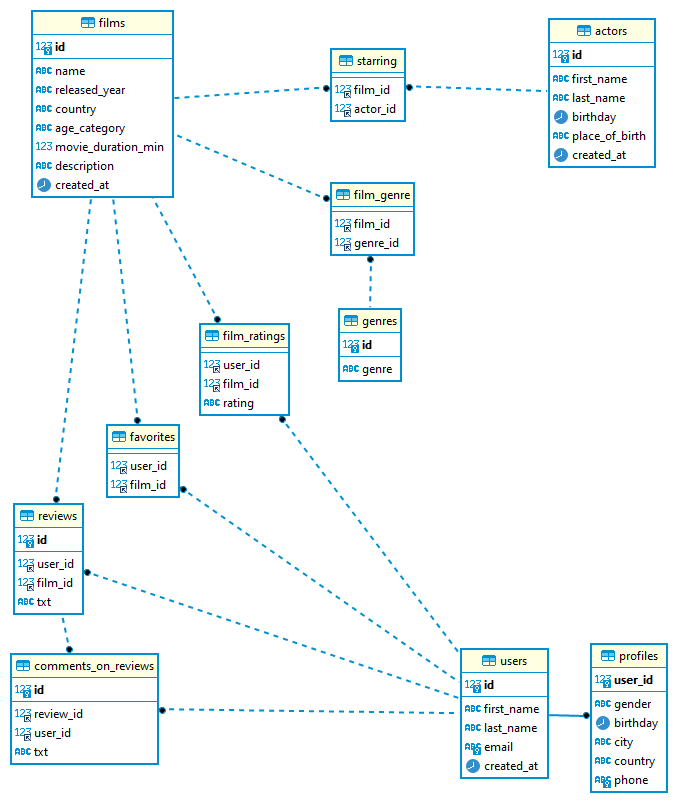 films
123 id
ABC name
ABC released_year
ABC country
ABC age_category
123 movie_duration_min
ABC description
created_at
starring
123 film_id
123 actor_id
actors
123 id
ABC first_name
ABC last_name
birthday
ABC place_of_birth
created_at
film_genre
123 film_id
123 genre_id
genres
123 id
ABC genre
film_ratings
123 user_id
123 film_id
ABC rating
favorites
123 user_id
123 film_id
reviews
123 id
123 user_id
123 film_id
ABC txt
comments_on_reviews
123 id
123 review_id
123 user_id
ABC txt
users
123 id
ABC first_name
ABC last_name
ABC email
created_at
profiles
123 user_id
ABC gender
birthday
ABC city
ABC country
ABC phone